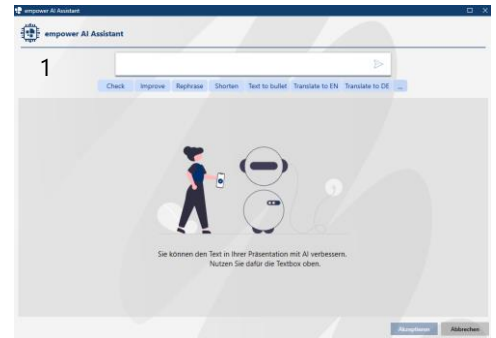 empower AI Assistant
empower AI Assistant
1
Check Improve Rephrase Shorten Text to bullet Translate to EN Translate to DE ...
Sie können den Text in Ihrer Präsentation mit AI verbessern.
Nutzen Sie dafür die Textbox oben.
Akzeptieren Abbrechen